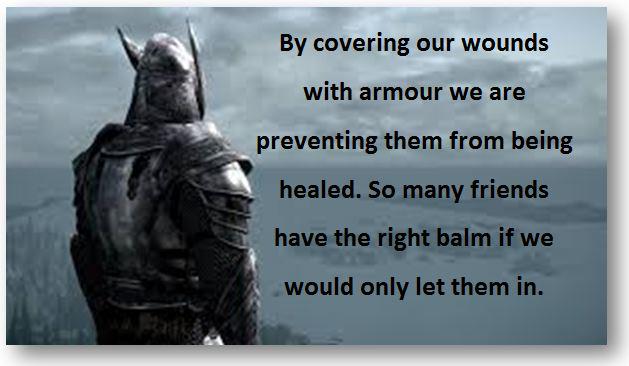 By covering our wounds
with armour we are
preventing them from being
healed. So many friends
have the right balm if we
would only let them in.